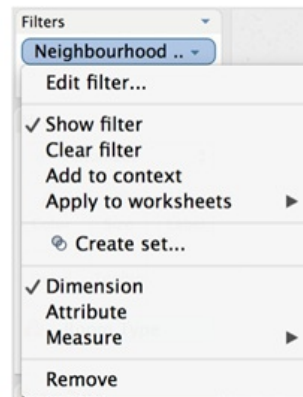 Filters
Neighbourhood ..
Edit filter...
✓ Show filter
Clear filter
Add to context
Apply to worksheets
Create set...
✓ Dimension
Attribute
Measure
Remove